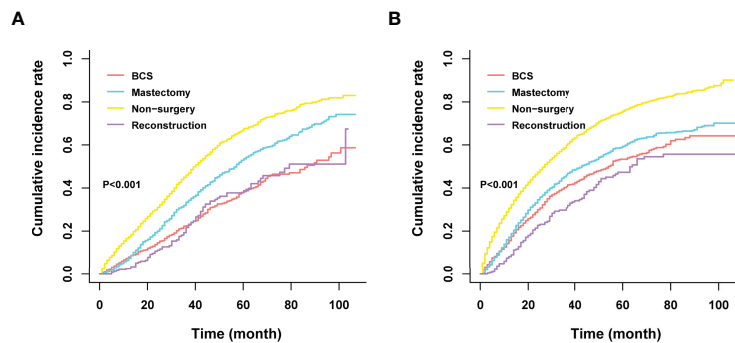 A
Cumulative incidence rate
1.0
0.8
0.6
0.4
0.2
0.0
BCS
Mastectomy
Non-surgery
Reconstruction
P<0.001
0 20 40 60 80 100
Time (month)
B
Cumulative incidence rate
1.0
0.8
0.6
0.4
0.2
0.0
BCS
Mastectomy
Non-surgery
Reconstruction
P<0.001
0 20 40 60 80 100
Time (month)